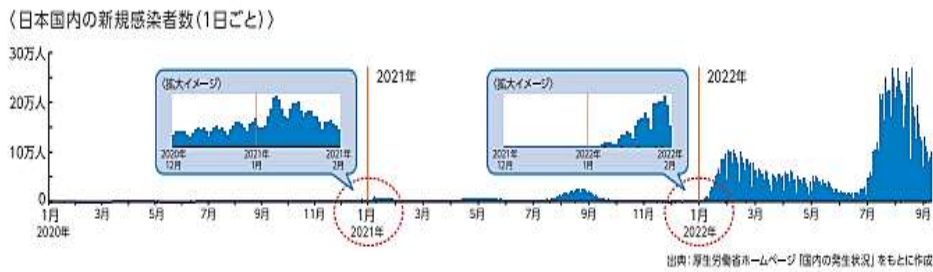 〈日本国内の新規感染者数(1日ごと)〉
30万人
20万人
10万人
0
〈拡大イメージ〉
2020年
12月
2021年
1月
2021年
2月
2021年
〈拡大イメージ〉
2021年
12月
2022年
1月
2022年
2月
2022年
1月 3月 5月 7月 9月 11月 1月 3月 5月 7月 9月 11月 1月 3月 5月 7月 9月
2020年 2021年 2022年
出典:厚生労働省ホームページ「国内の発生状況」をもとに作成